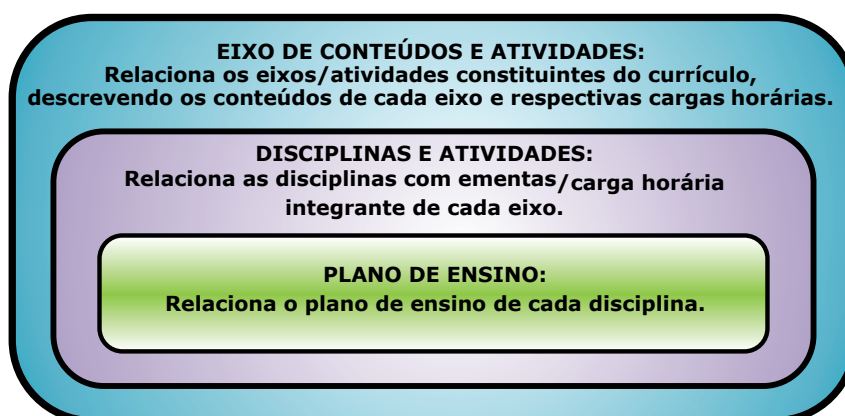 EIXO DE CONTEÚDOS E ATIVIDADES:
Relaciona os eixos/atividades constituintes do currículo,
descrevendo os conteúdos de cada eixo e respectivas cargas horárias.
DISCIPLINAS E ATIVIDADES:
Relaciona as disciplinas com ementas/carga horária
integrante de cada eixo.
PLANO DE ENSINO:
Relaciona o plano de ensino de cada disciplina.